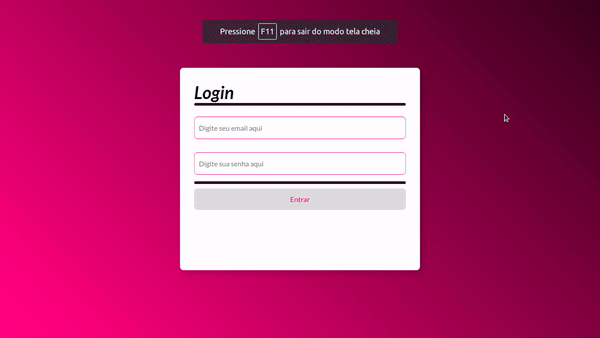 Pressione F11 para sair do modo tela cheia
Login
Digite seu email aqui
Digite sua senha aqui
Entrar